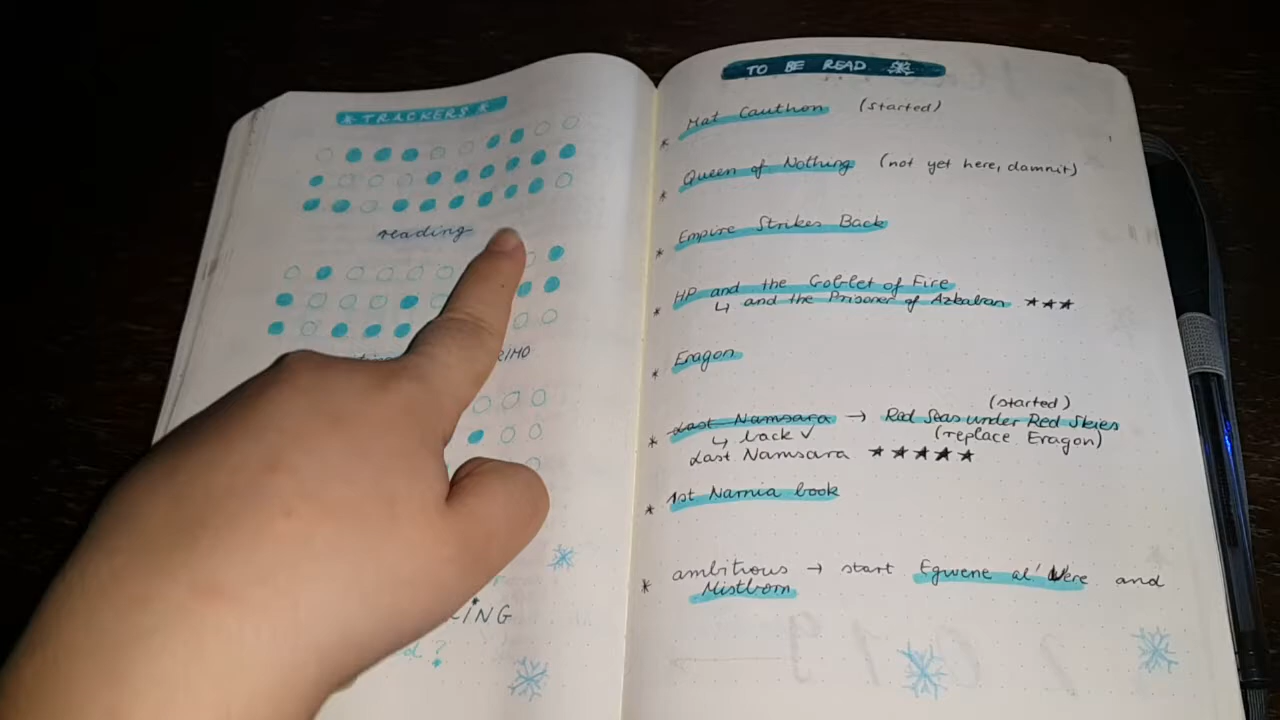 * TRACKERS *
reading
TO BE READ
* Mat Cauthon (started)
* Queen of Nothing (not yet here, damnit)
* Empire Strikes Back
* HP and the Goblet of Fire
↳ and the Prisoner of Azkaban ★★★
* Eragon
(started)
* Last Namsara → Red Seas under Red Skies
↳ back ✓ (replace Eragon)
Last Namsara ★★★★★
* 1st Narnia book
* ambitious → start Egwene al'Vere and
Mistborn